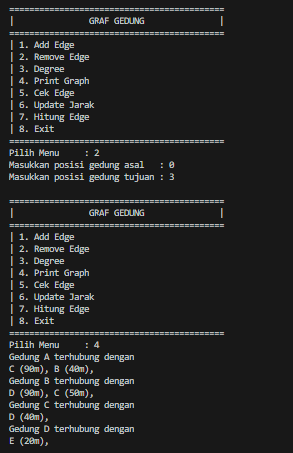 ===========================================
|               GRAF GEDUNG               |
===========================================
| 1. Add Edge
| 2. Remove Edge
| 3. Degree
| 4. Print Graph
| 5. Cek Edge
| 6. Update Jarak
| 7. Hitung Edge
| 8. Exit
===========================================
Pilih Menu     : 2
Masukkan posisi gedung asal   : 0
Masukkan posisi gedung tujuan : 3

===========================================
|               GRAF GEDUNG               |
===========================================
| 1. Add Edge
| 2. Remove Edge
| 3. Degree
| 4. Print Graph
| 5. Cek Edge
| 6. Update Jarak
| 7. Hitung Edge
| 8. Exit
===========================================
Pilih Menu     : 4
Gedung A terhubung dengan
C (90m), B (40m),
Gedung B terhubung dengan
D (90m), C (50m),
Gedung C terhubung dengan
D (40m),
Gedung D terhubung dengan
E (20m),